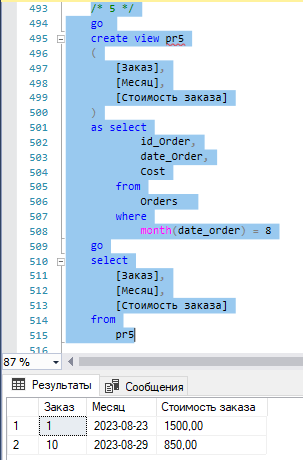 493 /* 5 */
494 go
495 create view pr5
496 (
497 [Заказ],
498 [Месяц],
499 [Стоимость заказа]
500 )
501 as select
502 id_Order,
503 date_Order,
504 Cost
505 from
506 Orders
507 where
508 month(date_order) = 8
509 go
510 select
511 [Заказ],
512 [Месяц],
513 [Стоимость заказа]
514 from
515 pr5
516
87 %
Результаты Сообщения
Заказ Месяц Стоимость заказа
1 1 2023-08-23 1500,00
2 10 2023-08-29 850,00